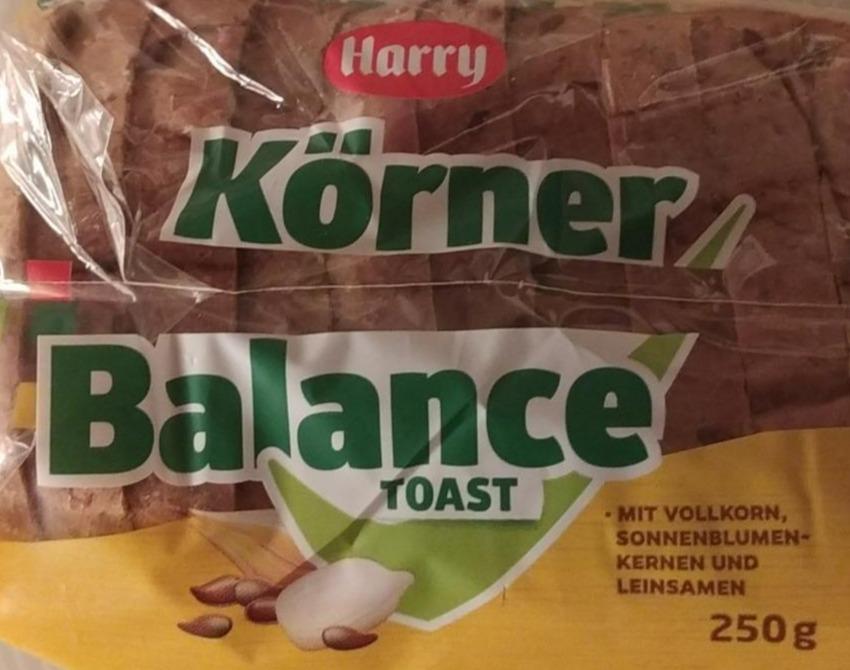 Harry
Körner
Balance
TOAST
• MIT VOLLKORN,
SONNENBLUMEN-
KERNEN UND
LEINSAMEN
250g